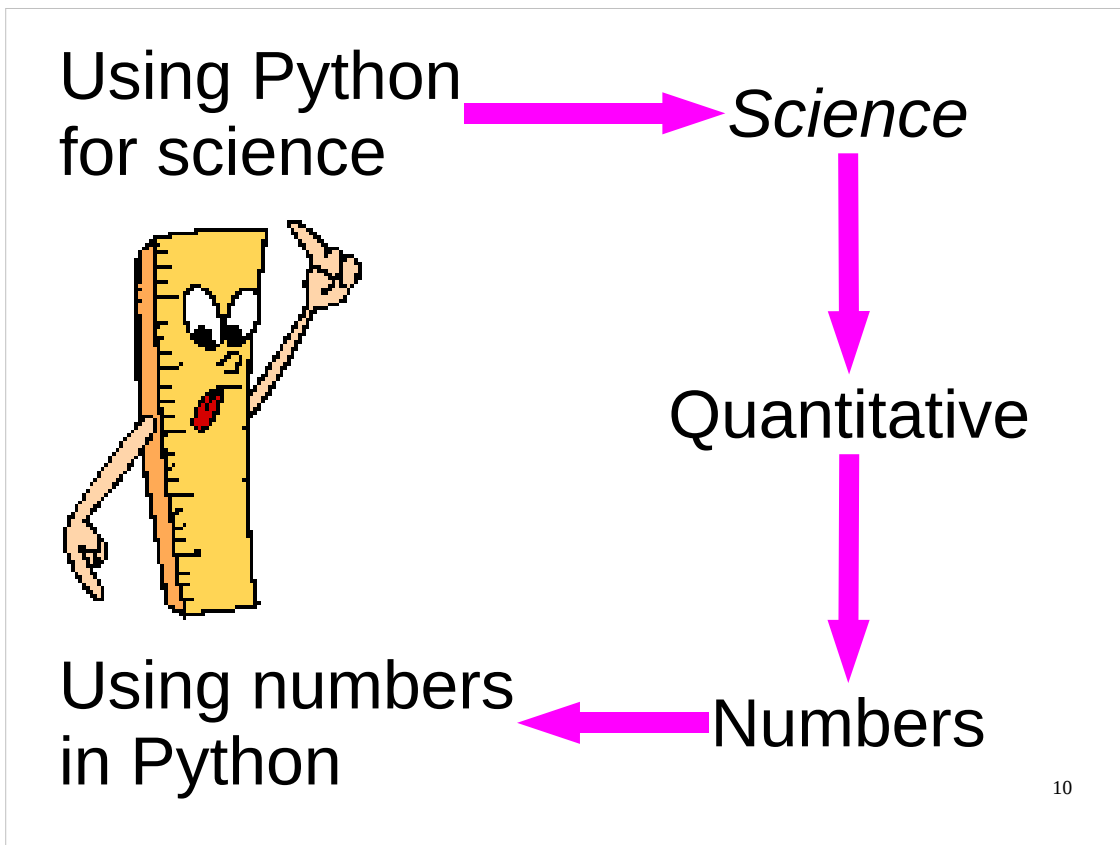 Using Python
for science
Science
Quantitative
Numbers
Using numbers
in Python
10